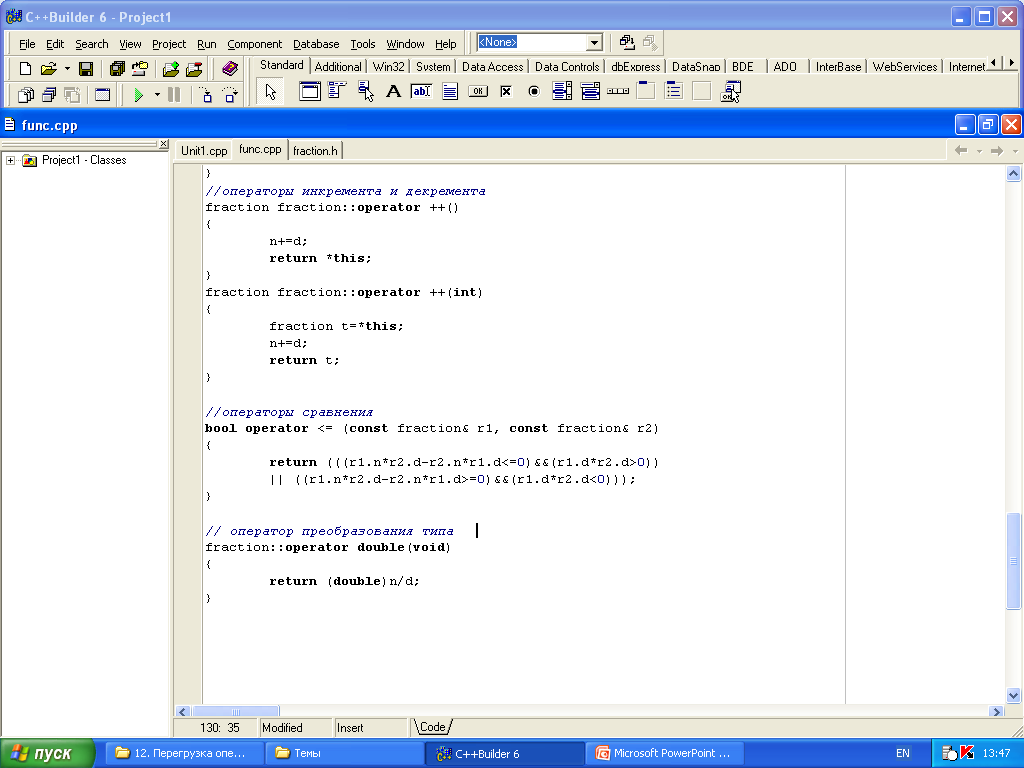 C++Builder 6 - Project1
File Edit Search View Project Run Component Database Tools Window Help <None>
Standard Additional Win32 System Data Access Data Controls dbExpress DataSnap BDE ADO InterBase WebServices Internet
func.cpp
Project1 - Classes
Unit1.cpp func.cpp fraction.h
}
//операторы инкремента и декремента
fraction fraction::operator ++()
{
n+=d;
return *this;
}
fraction fraction::operator ++(int)
{
fraction t=*this;
n+=d;
return t;
}
//операторы сравнения
bool operator <= (const fraction& r1, const fraction& r2)
{
return (((r1.n*r2.d-r2.n*r1.d<=0)&&(r1.d*r2.d>0))
|| ((r1.n*r2.d-r2.n*r1.d>=0)&&(r1.d*r2.d<0)));
}
// оператор преобразования типа
fraction::operator double(void)
{
return (double)n/d;
}
130: 35 Modified Insert Code
пуск 12. Перегрузка опе... Темы C++Builder 6 Microsoft PowerPoint ... EN 13:47